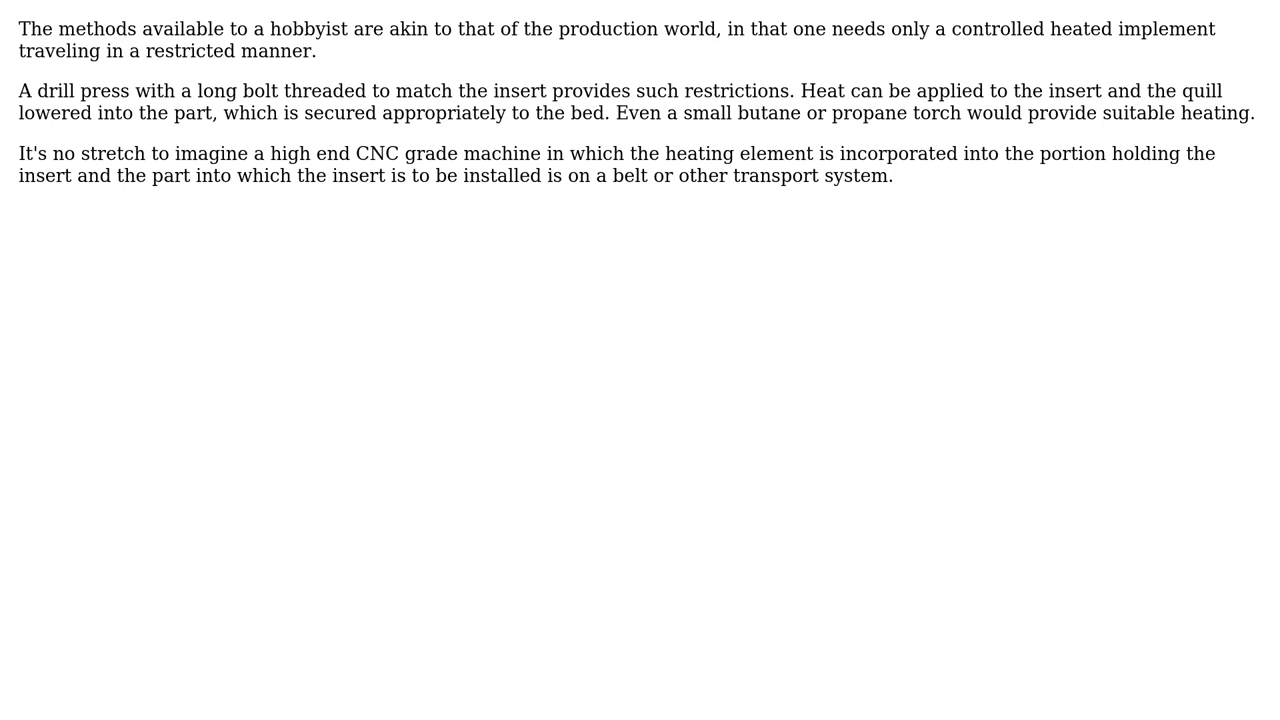 The methods available to a hobbyist are akin to that of the production world, in that one needs only a controlled heated implement
traveling in a restricted manner.
A drill press with a long bolt threaded to match the insert provides such restrictions. Heat can be applied to the insert and the quill
lowered into the part, which is secured appropriately to the bed. Even a small butane or propane torch would provide suitable heating.
It's no stretch to imagine a high end CNC grade machine in which the heating element is incorporated into the portion holding the
insert and the part into which the insert is to be installed is on a belt or other transport system.